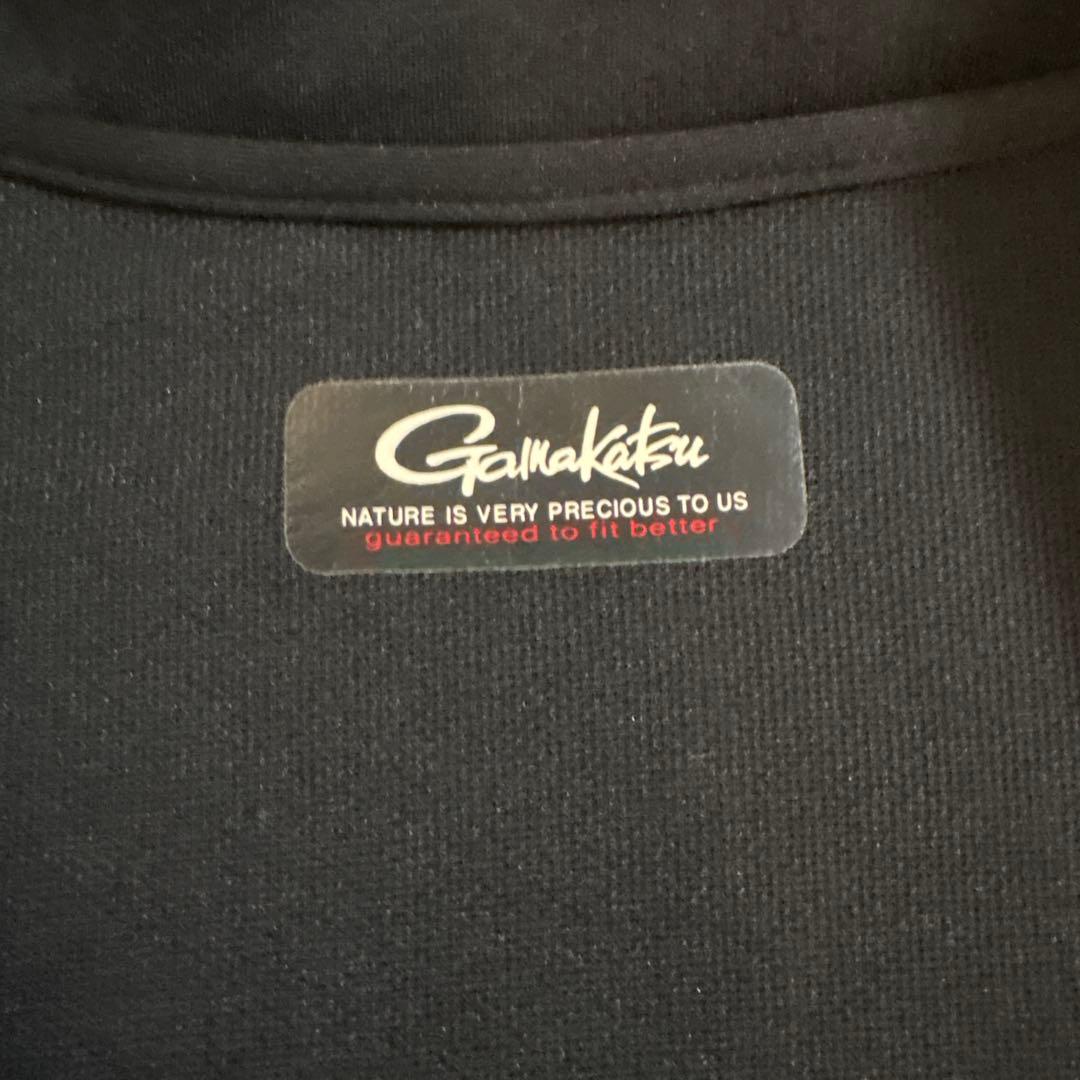 Gamakatsu
NATURE IS VERY PRECIOUS TO US
guaranteed to fit better